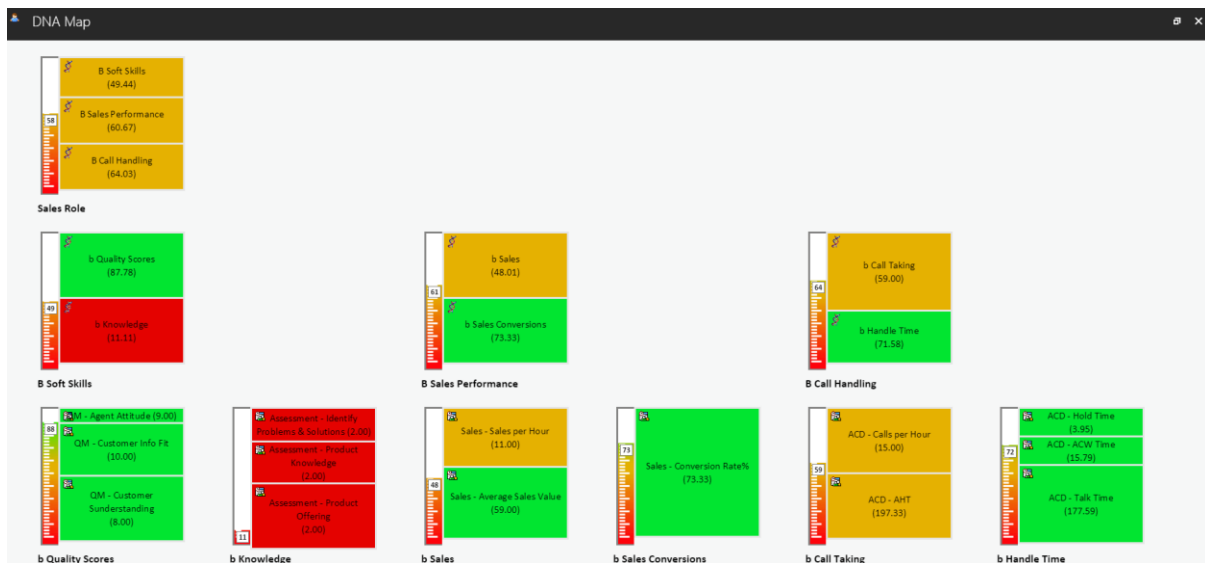 DNA Map
B Soft Skills
(49.44)
58
B Sales Performance
(60.67)
B Call Handling
(64.03)
Sales Role
b Quality Scores
(87.78)
49
b Knowledge
(11.11)
B Soft Skills
b Sales
(48.01)
61
b Sales Conversions
(73.33)
B Sales Performance
b Call Taking
(59.00)
64
b Handle Time
(71.58)
B Call Handling
QM - Agent Attitude (9.00)
88
QM - Customer Info Fit
(10.00)
QM - Customer
Sunderstanding
(8.00)
b Quality Scores
Assessment - Identify
Problems & Solutions (2.00)
Assessment - Product
Knowledge
(2.00)
Assessment - Product
Offering
(2.00)
11
b Knowledge
Sales - Sales per Hour
(11.00)
48
Sales - Average Sales Value
(59.00)
b Sales
73
Sales - Conversion Rate%
(73.33)
b Sales Conversions
ACD - Calls per Hour
(15.00)
59
ACD - AHT
(197.33)
b Call Taking
ACD - Hold Time
(3.95)
72
ACD - ACW Time
(15.79)
ACD - Talk Time
(177.59)
b Handle Time